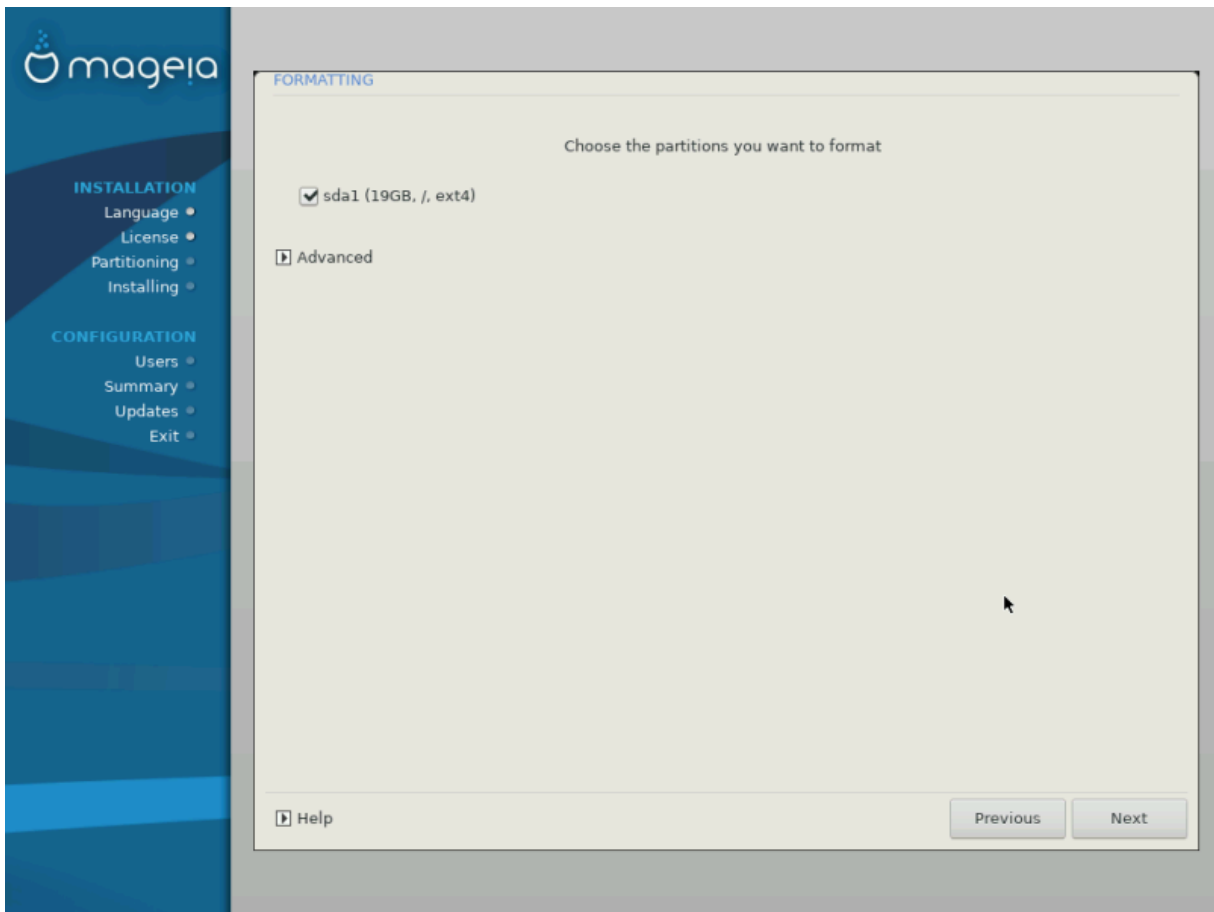 mageia
INSTALLATION
Language
License
Partitioning
Installing
CONFIGURATION
Users
Summary
Updates
Exit
FORMATTING
Choose the partitions you want to format
sda1 (19GB, /, ext4)
Advanced
Help
Previous
Next